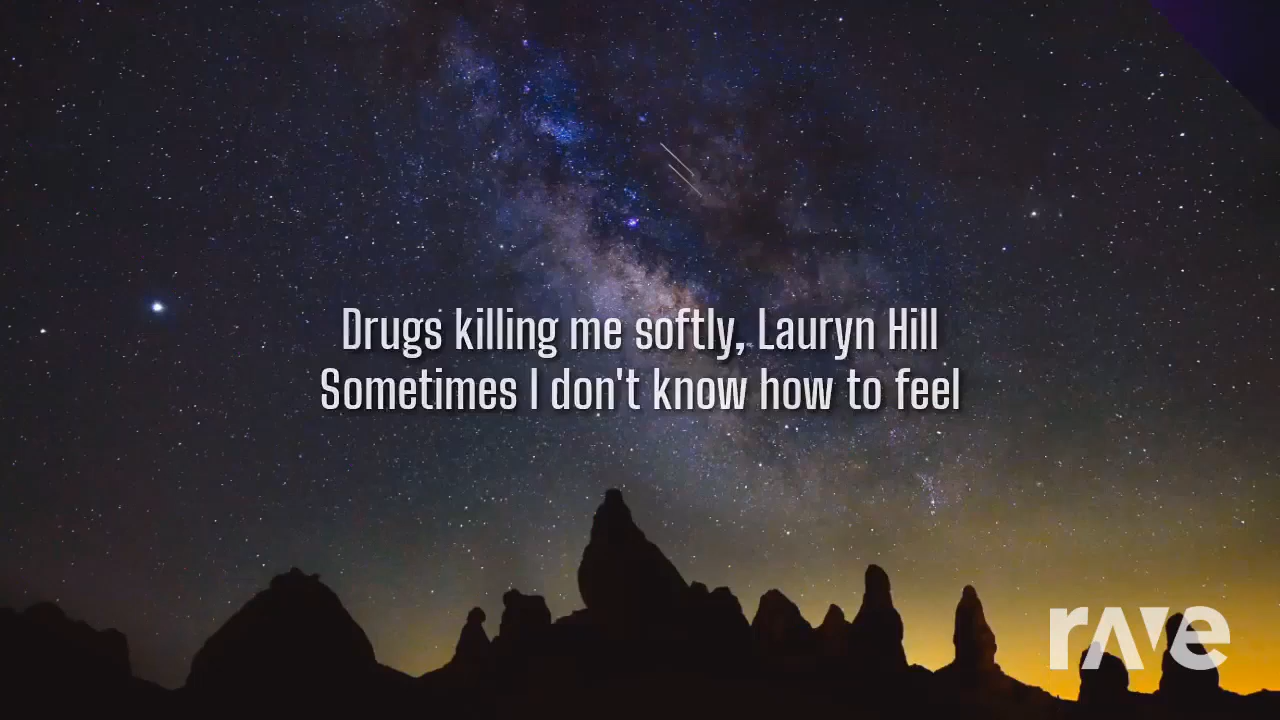 Drugs killing me softly, Lauryn Hill
Sometimes I don't know how to feel
rave